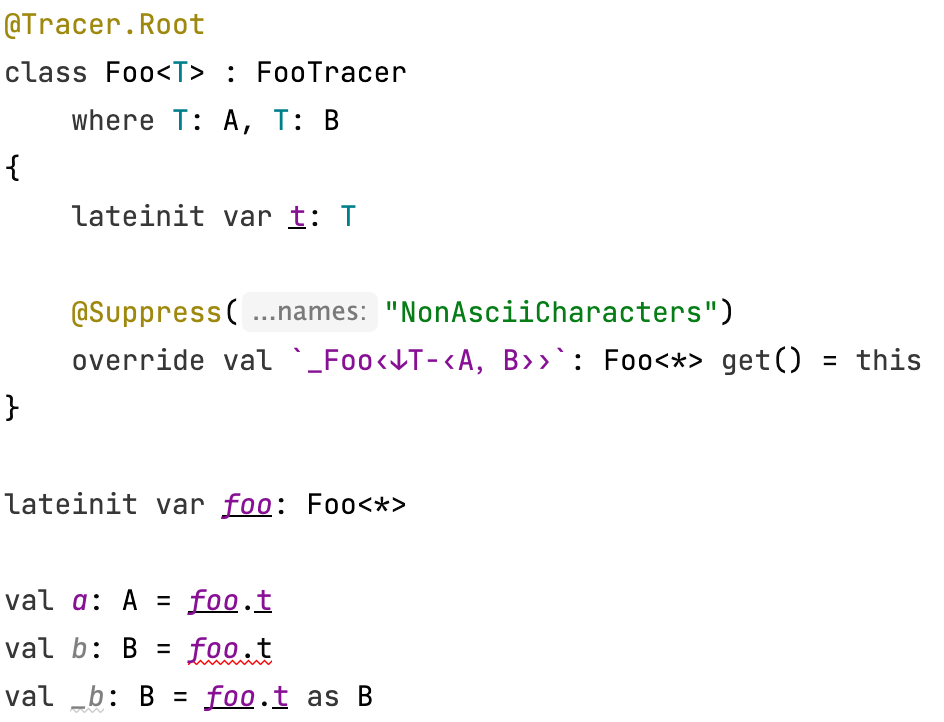 @Tracer.Root
class Foo<T> : FooTracer
    where T: A, T: B
{
    lateinit var t: T

    @Suppress( ...names: "NonAsciiCharacters")
    override val `_Foo‹↓T-‹A, B››`: Foo<*> get() = this
}

lateinit var foo: Foo<*>

val a: A = foo.t
val b: B = foo.t
val _b: B = foo.t as B